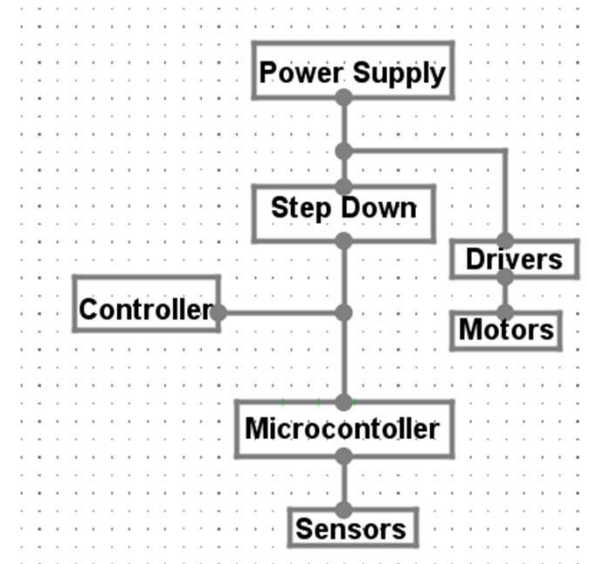 Power Supply
Step Down
Drivers
Controller
Motors
Microcontoller
Sensors